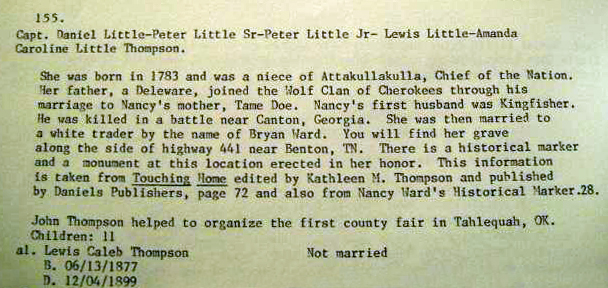 155.
Capt. Daniel Little-Peter Little Sr-Peter Little Jr- Lewis Little-Amanda
Caroline Little Thompson.
She was born in 1783 and was a niece of Attakullakulla, Chief of the Nation.
Her father, a Deleware, joined the Wolf Clan of Cherokees through his
marriage to Nancy's mother, Tame Doe. Nancy's first husband was Kingfisher.
He was killed in a battle near Canton, Georgia. She was then married to
a white trader by the name of Bryan Ward. You will find her grave
along the side of highway 441 near Benton, TN. There is a historical marker
and a monument at this location erected in her honor. This information
is taken from Touching Home edited by Kathleen M. Thompson and published
by Daniels Publishers, page 72 and also from Nancy Ward's Historical Marker.28.
John Thompson helped to organize the first county fair in Tahlequah, OK.
Children: 11
a1. Lewis Caleb Thompson Not married
B. 06/13/1877
D. 12/04/1899